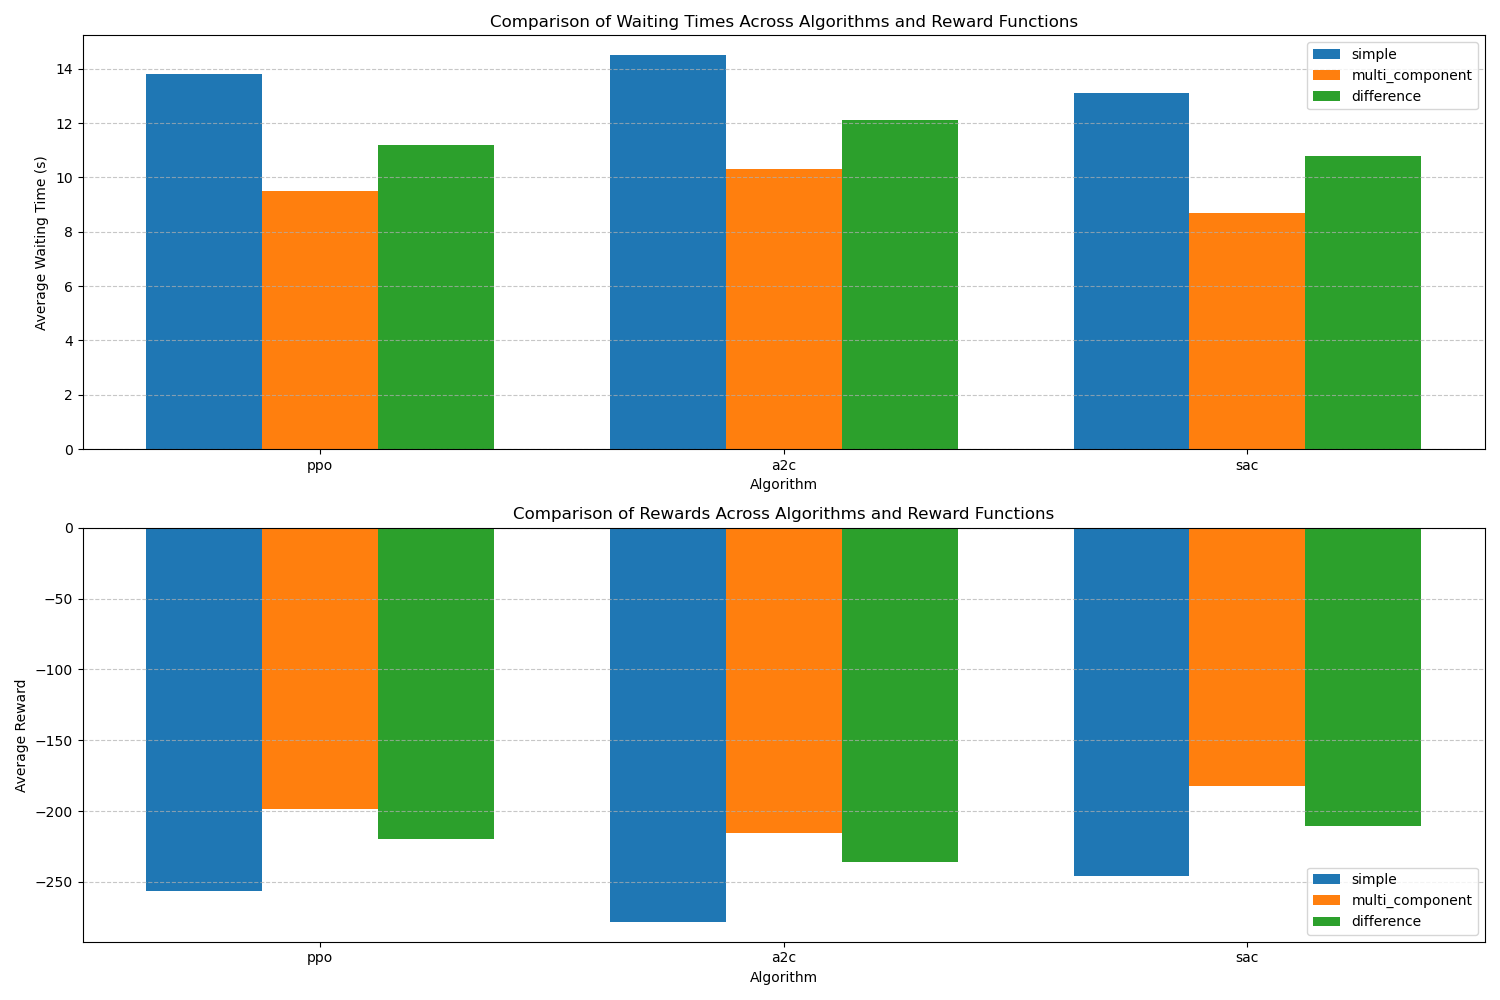 Comparison of Waiting Times Across Algorithms and Reward Functions
Average Waiting Time (s)
14
12
10
8
6
4
2
0
simple
multi_component
difference
ppo
a2c
sac
Algorithm
Comparison of Rewards Across Algorithms and Reward Functions
Average Reward
0
−50
−100
−150
−200
−250
simple
multi_component
difference
ppo
a2c
sac
Algorithm